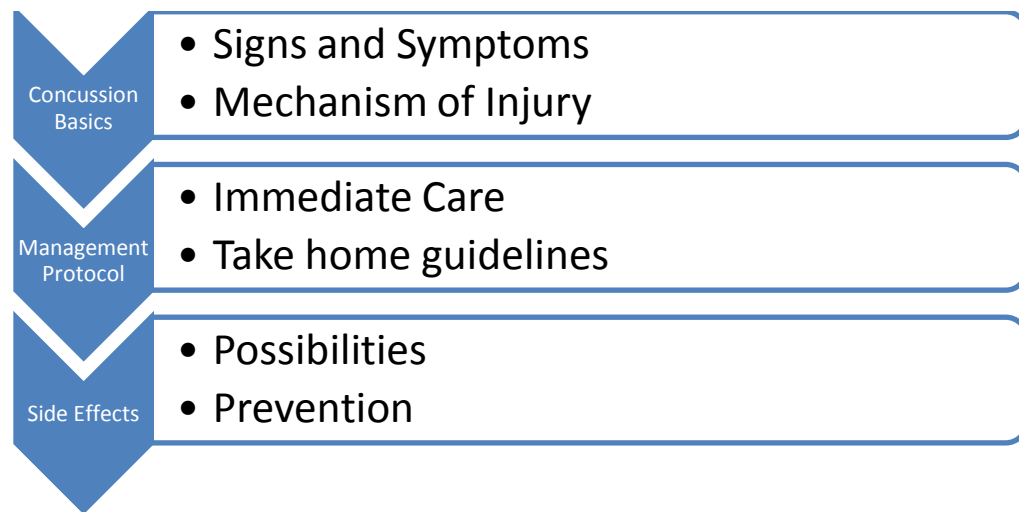 Concussion
Basics
• Signs and Symptoms
• Mechanism of Injury
Management
Protocol
• Immediate Care
• Take home guidelines
Side Effects
• Possibilities
• Prevention